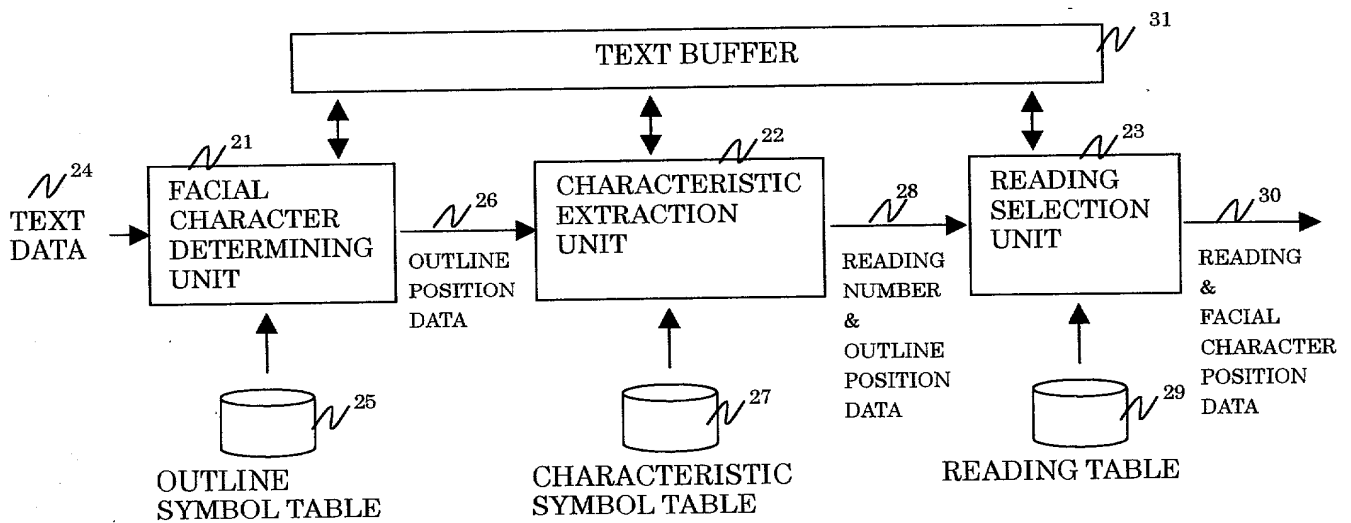 31
TEXT BUFFER
24
TEXT
DATA
21
FACIAL
CHARACTER
DETERMINING
UNIT
26
OUTLINE
POSITION
DATA
22
CHARACTERISTIC
EXTRACTION
UNIT
28
READING
NUMBER
&
OUTLINE
POSITION
DATA
23
READING
SELECTION
UNIT
30
READING
&
FACIAL
CHARACTER
POSITION
DATA
25
OUTLINE
SYMBOL TABLE
27
CHARACTERISTIC
SYMBOL TABLE
29
READING TABLE